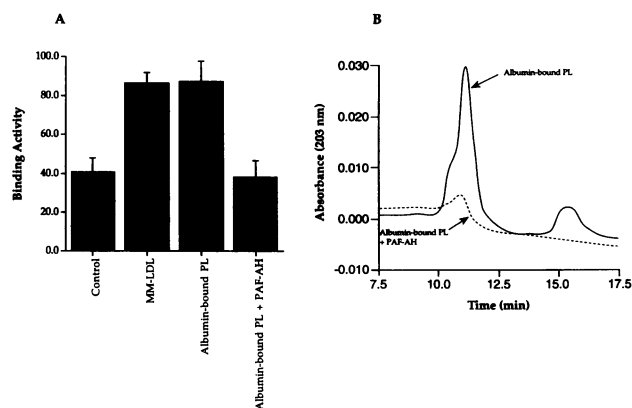 A
100.0
80.0
60.0
40.0
20.0
0.0
Binding Activity
Control
MM-LDL
Albumin-bound PL
Albumin-bound PL + PAF-AH
B
0.030
0.020
0.010
0.000
-0.010
Absorbance (203 nm)
Albumin-bound PL
Albumin-bound PL
+ PAF-AH
7.5
10.0
12.5
15.0
17.5
Time (min)